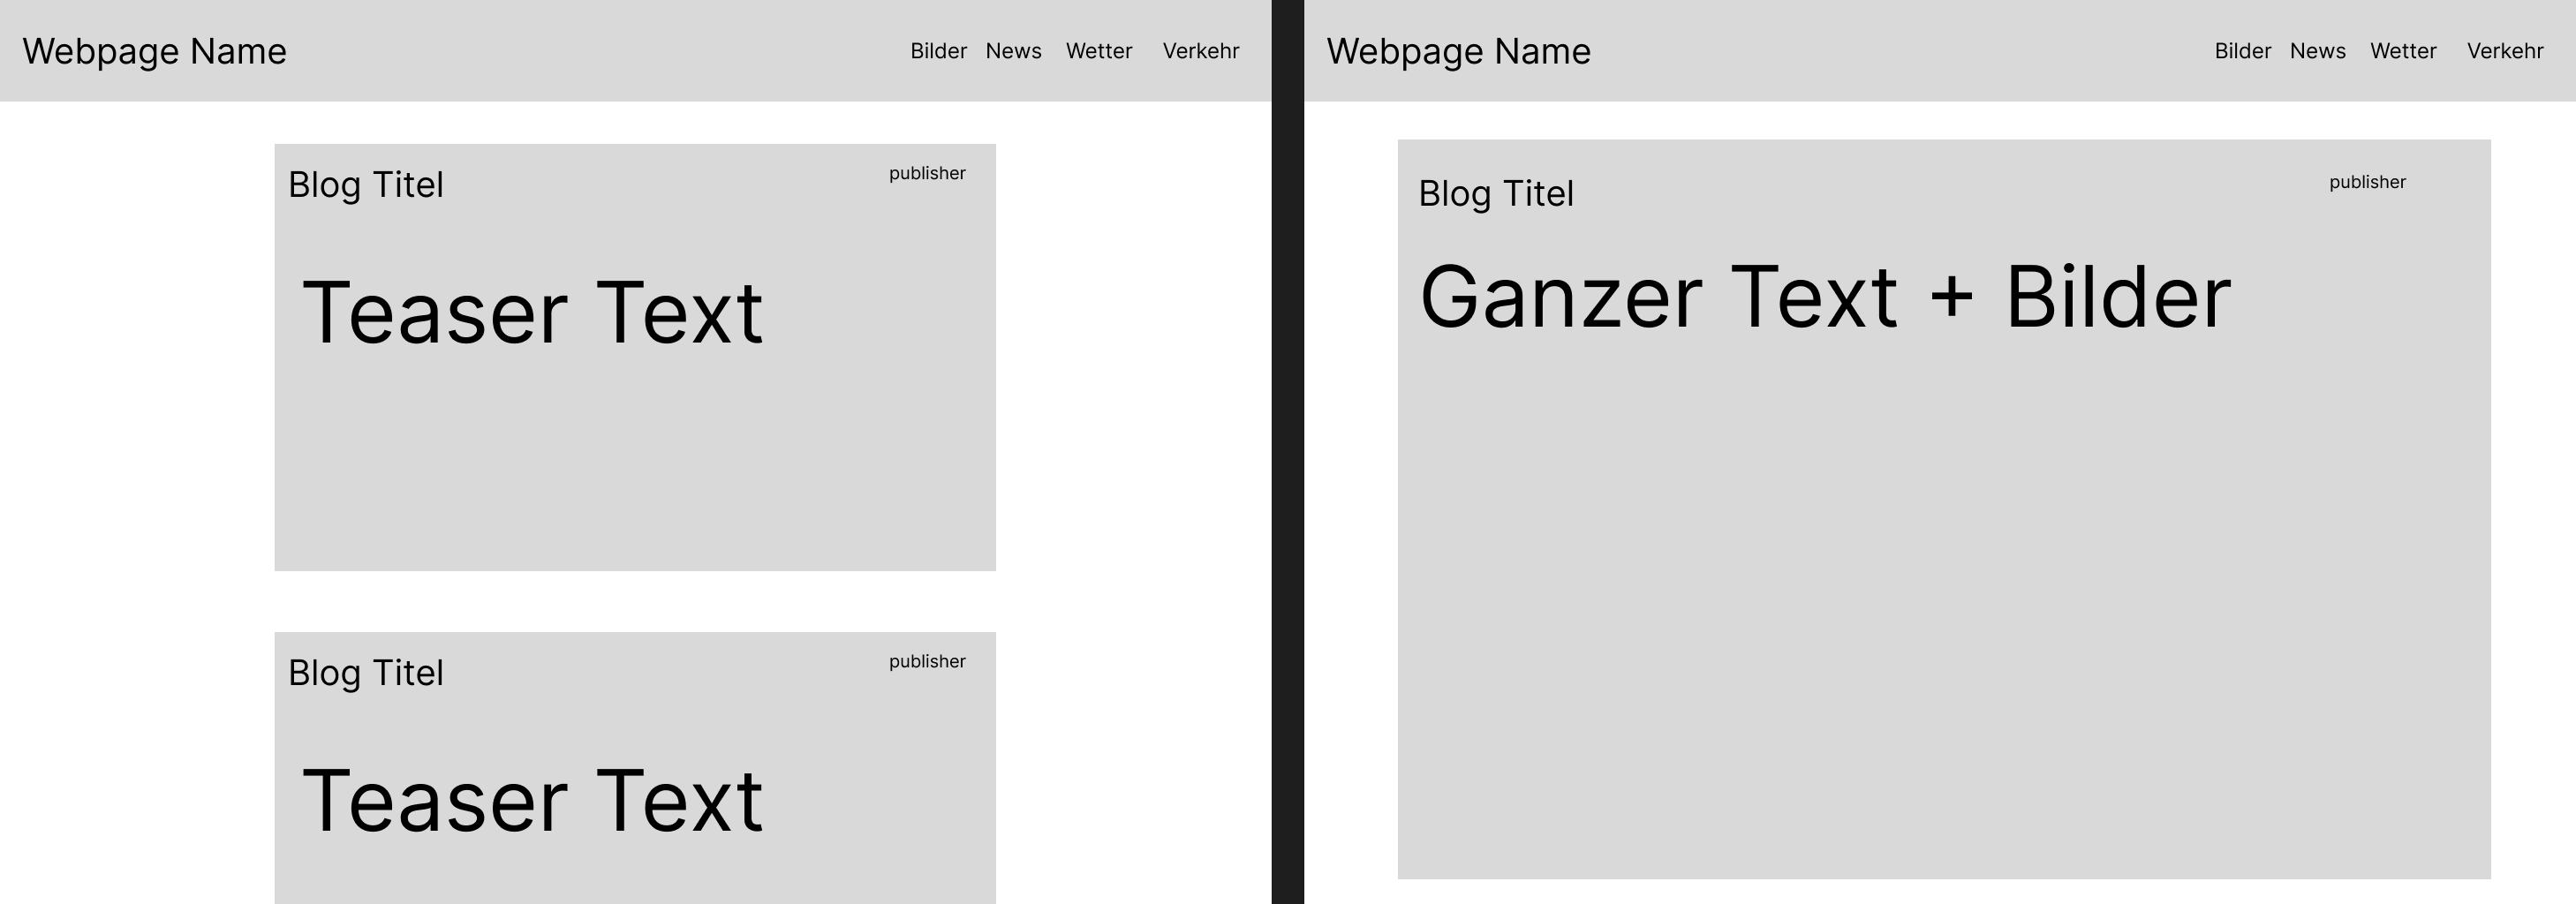 Webpage Name
Bilder News Wetter Verkehr
Blog Titel
publisher
Teaser Text
Blog Titel
publisher
Teaser Text
Webpage Name
Bilder News Wetter Verkehr
Blog Titel
publisher
Ganzer Text + Bilder